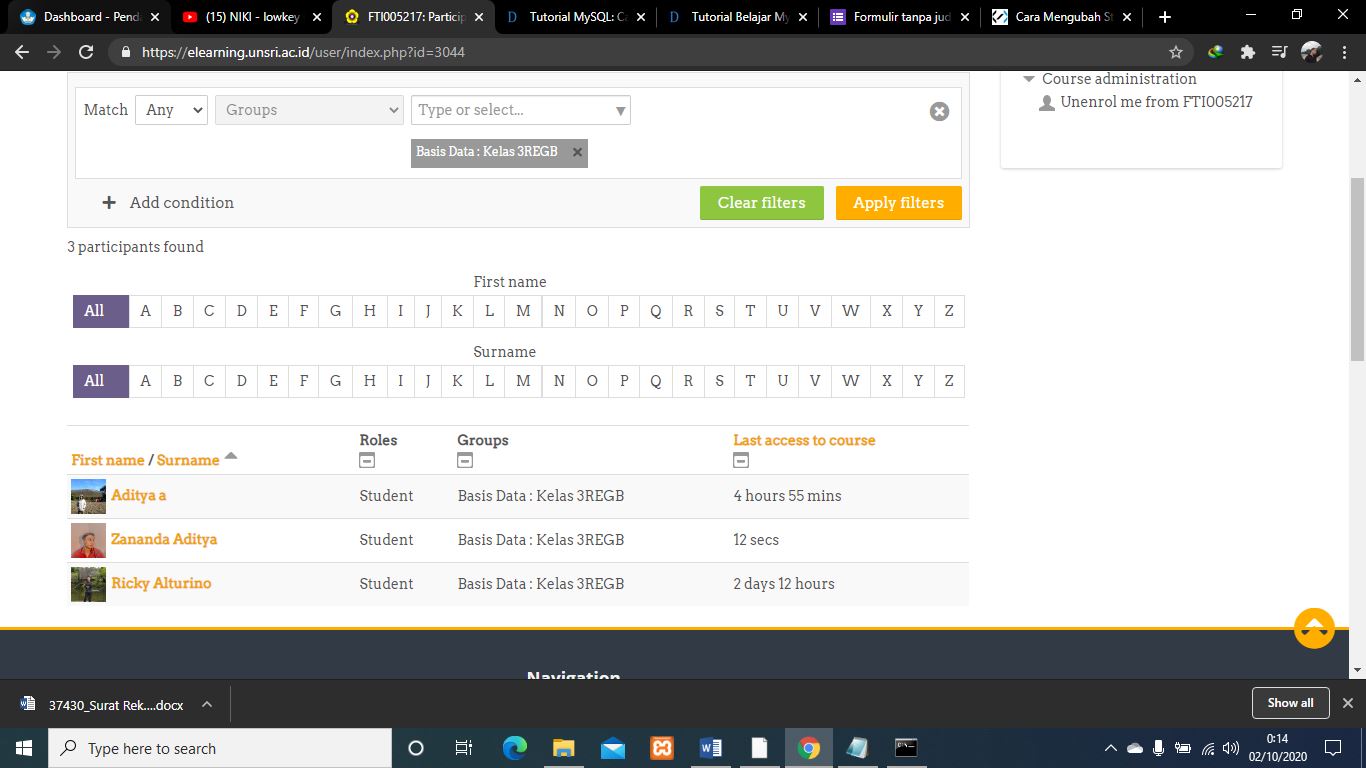 Dashboard - Penda
(15) NIKI - lowkey
FTI005217: Particip
Tutorial MySQL: Ca
Tutorial Belajar My
Formulir tanpa jud
Cara Mengubah St
https://elearning.unsri.ac.id/user/index.php?id=3044
Course administration
Unenrol me from FTI005217
Match Any Groups Type or select...
Basis Data : Kelas 3REGB
Add condition Clear filters Apply filters
3 participants found
First name
All A B C D E F G H I J K L M N O P Q R S T U V W X Y Z
Surname
All A B C D E F G H I J K L M N O P Q R S T U V W X Y Z
Roles Groups Last access to course
First name / Surname
Aditya a Student Basis Data : Kelas 3REGB 4 hours 55 mins
Zananda Aditya Student Basis Data : Kelas 3REGB 12 secs
Ricky Alturino Student Basis Data : Kelas 3REGB 2 days 12 hours
Navigation
37430_Surat Rek....docx Show all
Type here to search
0:14
02/10/2020